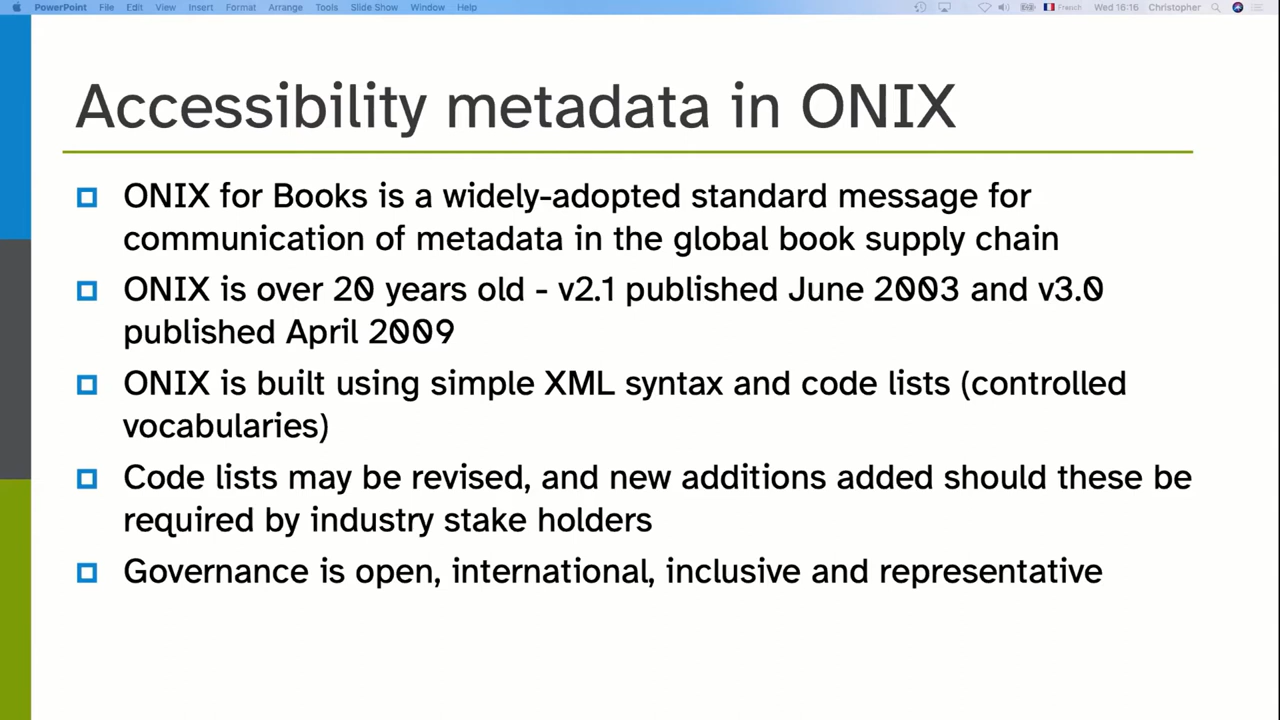 PowerPoint File Edit View Insert Format Arrange Tools Slide Show Window Help French Wed 16:16 Christopher
Accessibility metadata in ONIX
ONIX for Books is a widely-adopted standard message for
communication of metadata in the global book supply chain
ONIX is over 20 years old - v2.1 published June 2003 and v3.0
published April 2009
ONIX is built using simple XML syntax and code lists (controlled
vocabularies)
Code lists may be revised, and new additions added should these be
required by industry stake holders
Governance is open, international, inclusive and representative